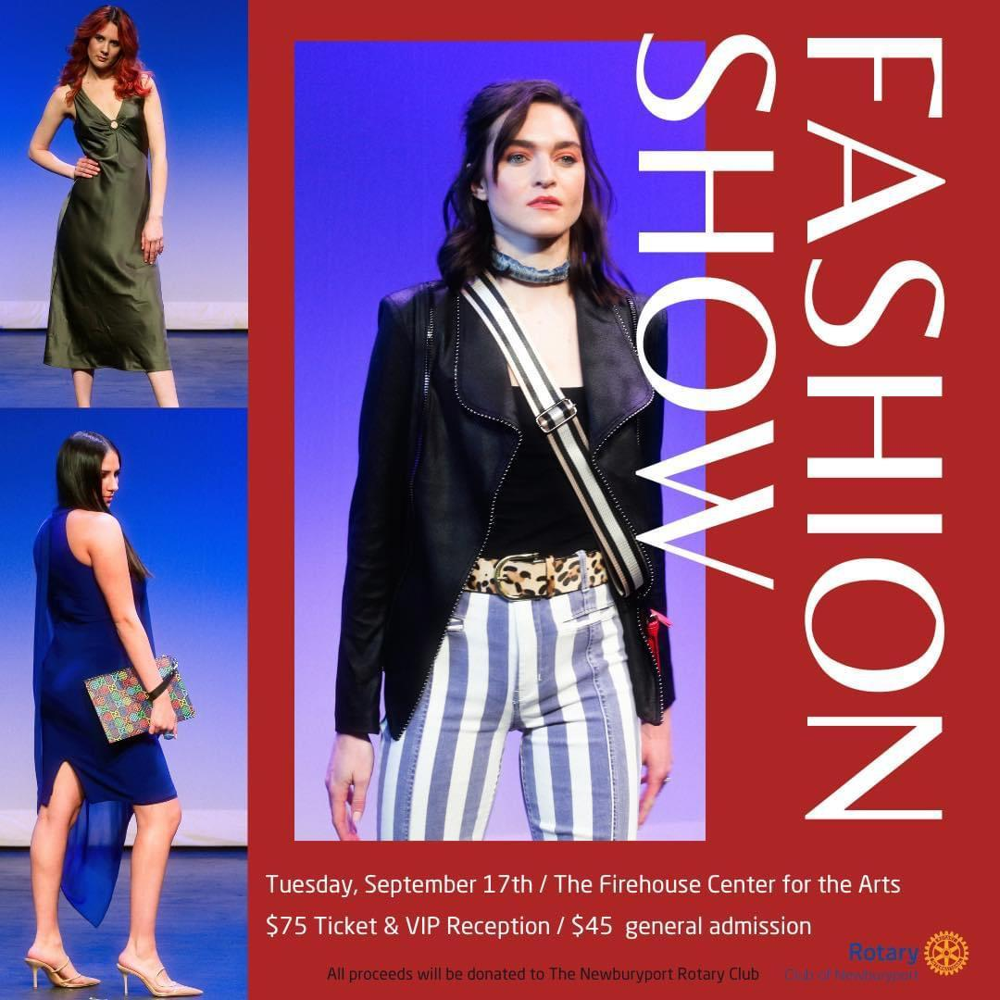 FASHION
SHOW
Tuesday, September 17th / The Firehouse Center for the Arts
$75 Ticket & VIP Reception / $45 general admission
All proceeds will be donated to The Newburyport Rotary Club
Rotary
Club of Newburyport